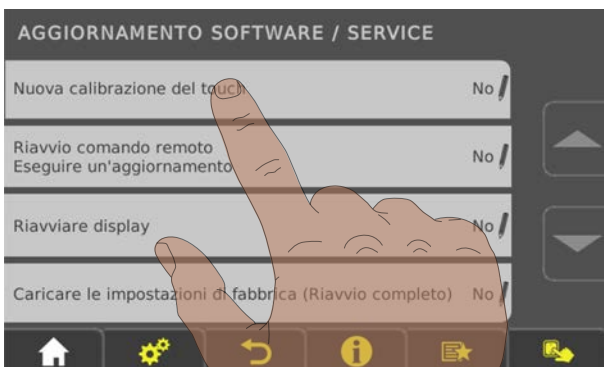 AGGIORNAMENTO SOFTWARE / SERVICE
Nuova calibrazione del touch No
Riavvio comando remoto
Eseguire un'aggiornamento No
Riavviare display No
Caricare le impostazioni di fabbrica (Riavvio completo) No